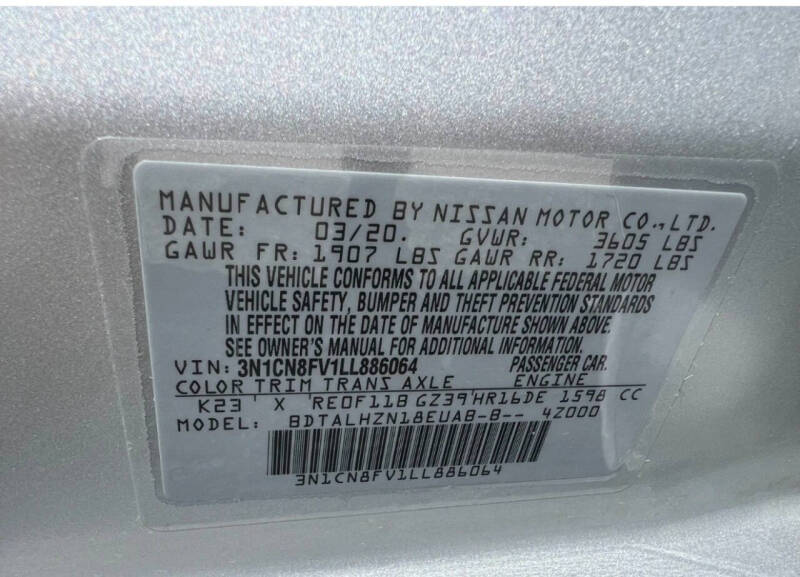 MANUFACTURED BY NISSAN MOTOR CO., LTD.
DATE: 03/20. GVWR: 3605 LBS
GAWR FR: 1907 LBS GAWR RR: 1720 LBS
THIS VEHICLE CONFORMS TO ALL APPLICABLE FEDERAL MOTOR
VEHICLE SAFETY, BUMPER AND THEFT PREVENTION STANDARDS
IN EFFECT ON THE DATE OF MANUFACTURE SHOWN ABOVE.
SEE OWNER'S MANUAL FOR ADDITIONAL INFORMATION.
VIN: 3N1CN8FV1LL886064 PASSENGER CAR.
COLOR TRIM TRANS AXLE ENGINE
K23' X 'RE0F11B GZ39'HR16DE 1598 CC
MODEL: BDTALHZN18EUAB-B-- 4Z000
3N1CN8FV1LL886064